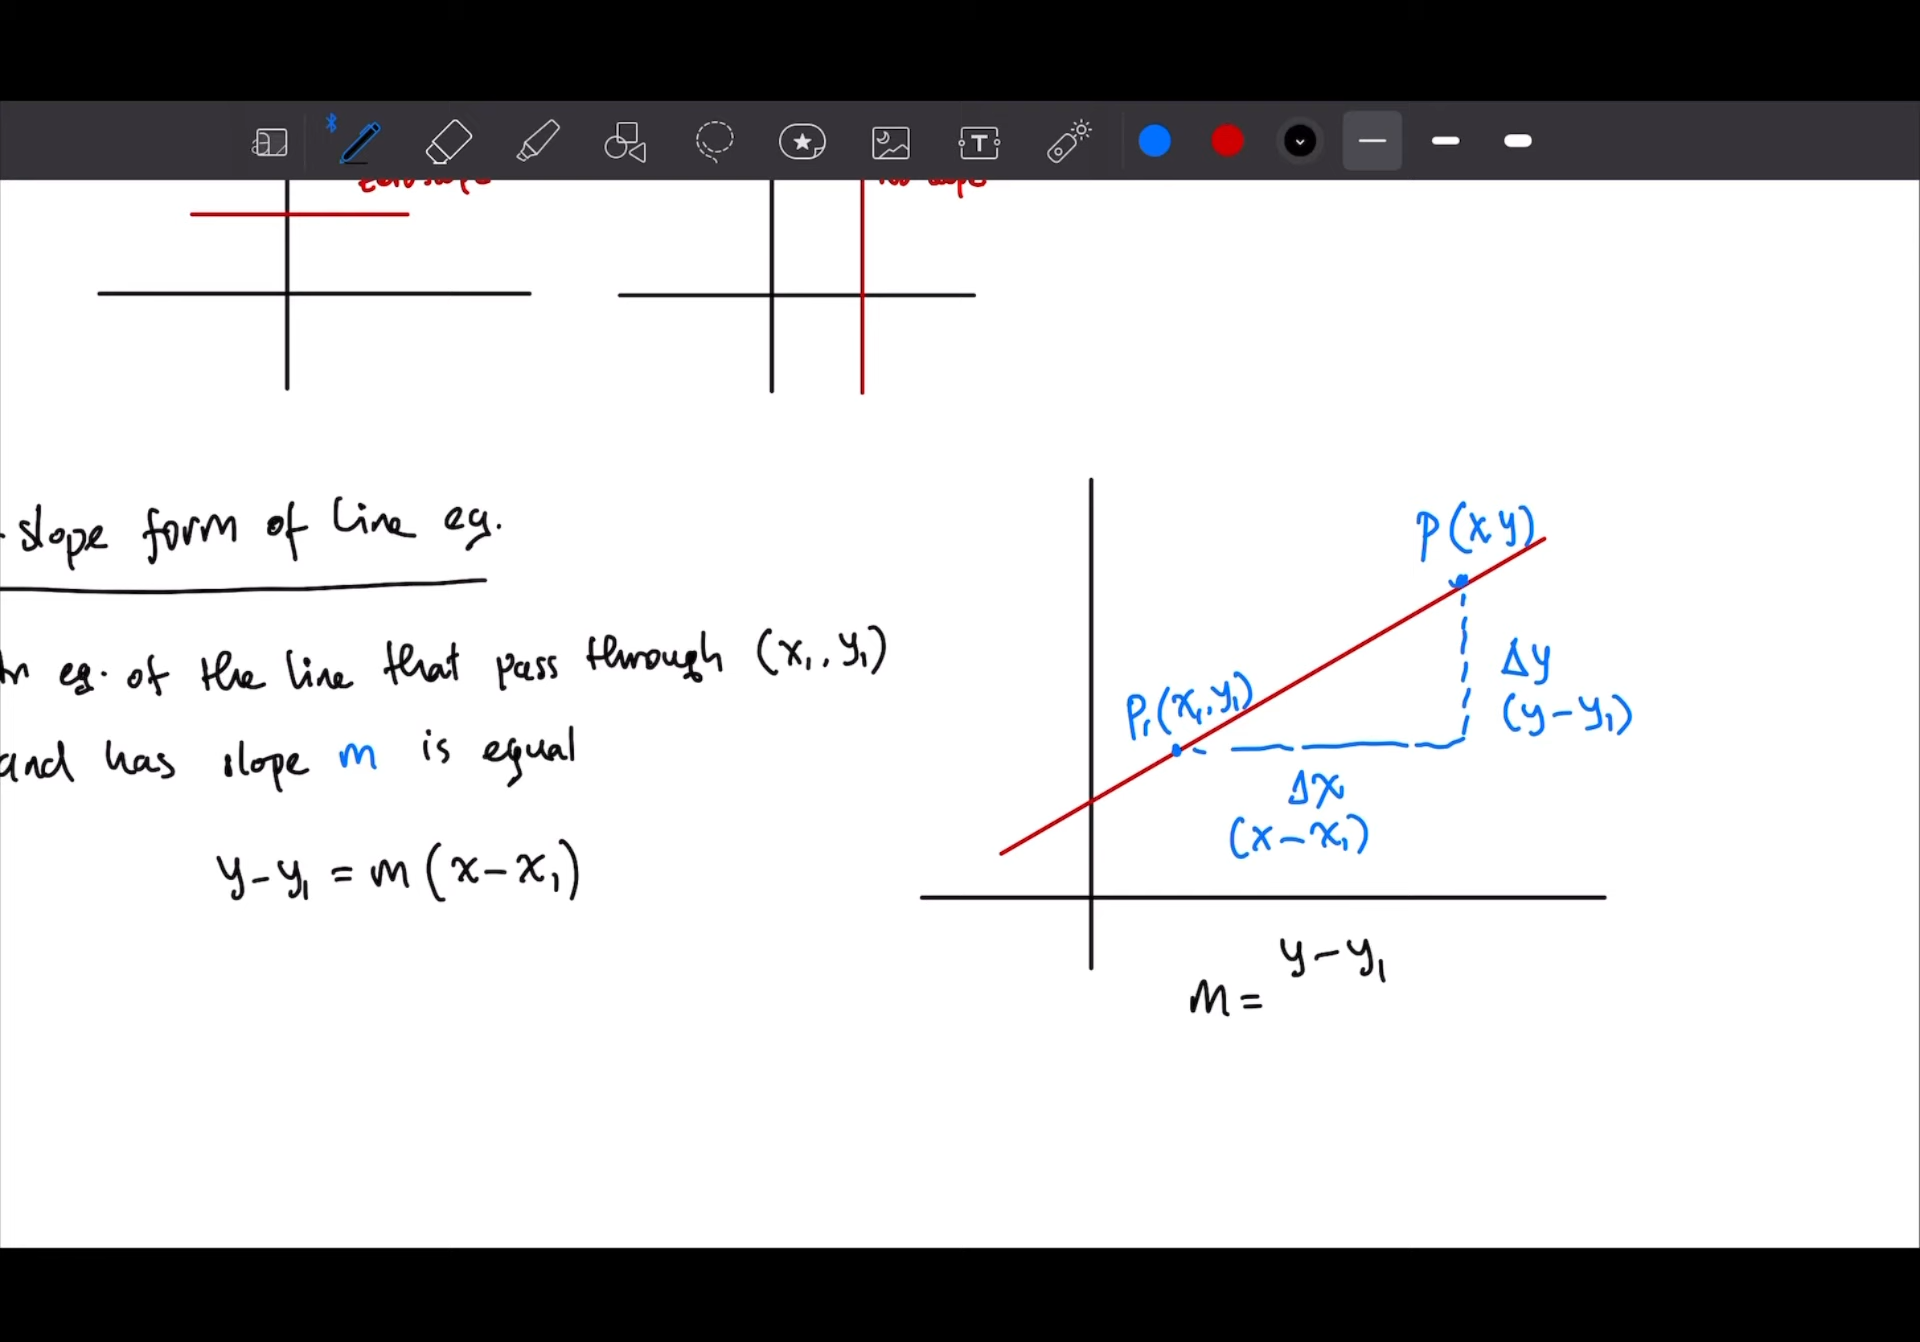 slope form of line eq.
eq. of the line that pass through (x₁, y₁)
and has slope m is equal
y-y₁ = m(x-x₁)
P(x y)
P₁(x₁, y₁)
Δy
(y-y₁)
Δx
(x-x₁)
y-y₁
m=